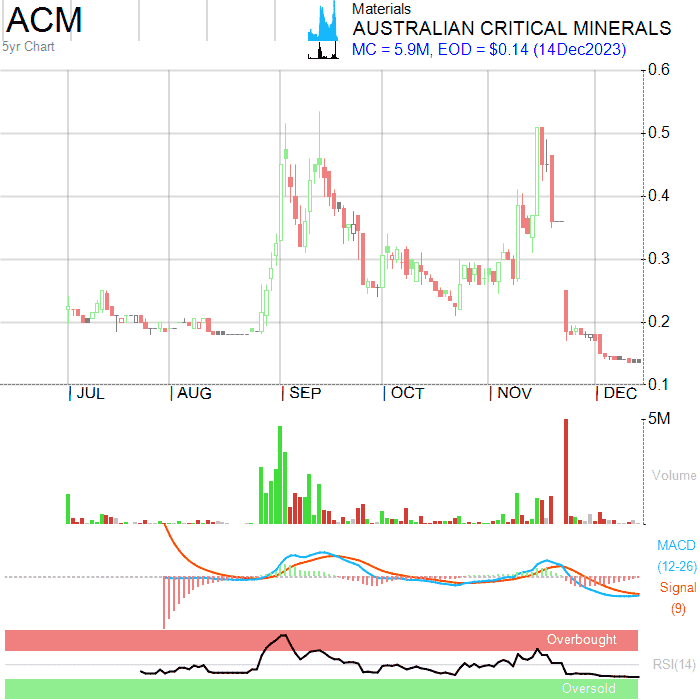 ACM
5yr Chart
Materials
AUSTRALIAN CRITICAL MINERALS
MC = 5.9M, EOD = $0.14 (14Dec2023)
0.6
0.5
0.4
0.3
0.2
0.1
JUL AUG SEP OCT NOV DEC
5M
Volume
MACD
(12-26)
Signal
(9)
Overbought
RSI(14)
Oversold